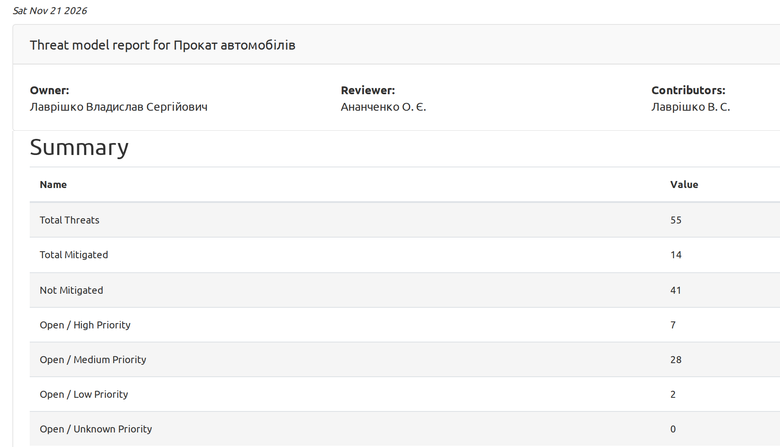 Sat Nov 21 2026
Threat model report for Прокат автомобілів
Owner:
Лаврішко Владислав Сергійович
Reviewer:
Ананченко О. Є.
Contributors:
Лаврішко В. С.
Summary
Name Value
Total Threats 55
Total Mitigated 14
Not Mitigated 41
Open / High Priority 7
Open / Medium Priority 28
Open / Low Priority 2
Open / Unknown Priority 0